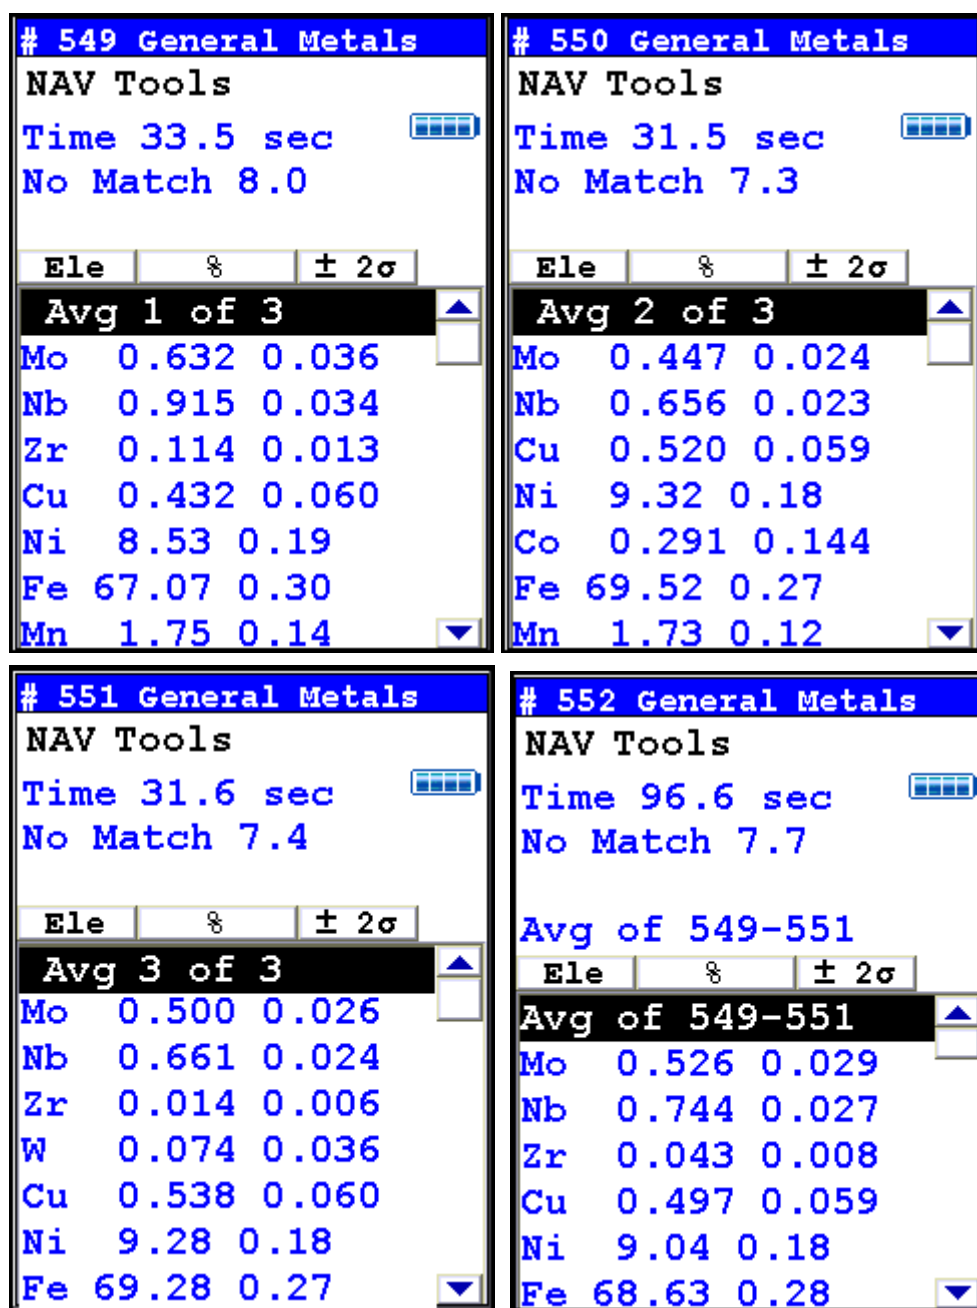 # 549 General Metals
NAV Tools
Time 33.5 sec
No Match 8.0
Ele % ± 2σ
Avg 1 of 3
Mo 0.632 0.036
Nb 0.915 0.034
Zr 0.114 0.013
Cu 0.432 0.060
Ni 8.53 0.19
Fe 67.07 0.30
Mn 1.75 0.14
# 550 General Metals
NAV Tools
Time 31.5 sec
No Match 7.3
Ele % ± 2σ
Avg 2 of 3
Mo 0.447 0.024
Nb 0.656 0.023
Cu 0.520 0.059
Ni 9.32 0.18
Co 0.291 0.144
Fe 69.52 0.27
Mn 1.73 0.12
# 551 General Metals
NAV Tools
Time 31.6 sec
No Match 7.4
Ele % ± 2σ
Avg 3 of 3
Mo 0.500 0.026
Nb 0.661 0.024
Zr 0.014 0.006
W 0.074 0.036
Cu 0.538 0.060
Ni 9.28 0.18
Fe 69.28 0.27
# 552 General Metals
NAV Tools
Time 96.6 sec
No Match 7.7
Avg of 549-551
Ele % ± 2σ
Avg of 549-551
Mo 0.526 0.029
Nb 0.744 0.027
Zr 0.043 0.008
Cu 0.497 0.059
Ni 9.04 0.18
Fe 68.63 0.28